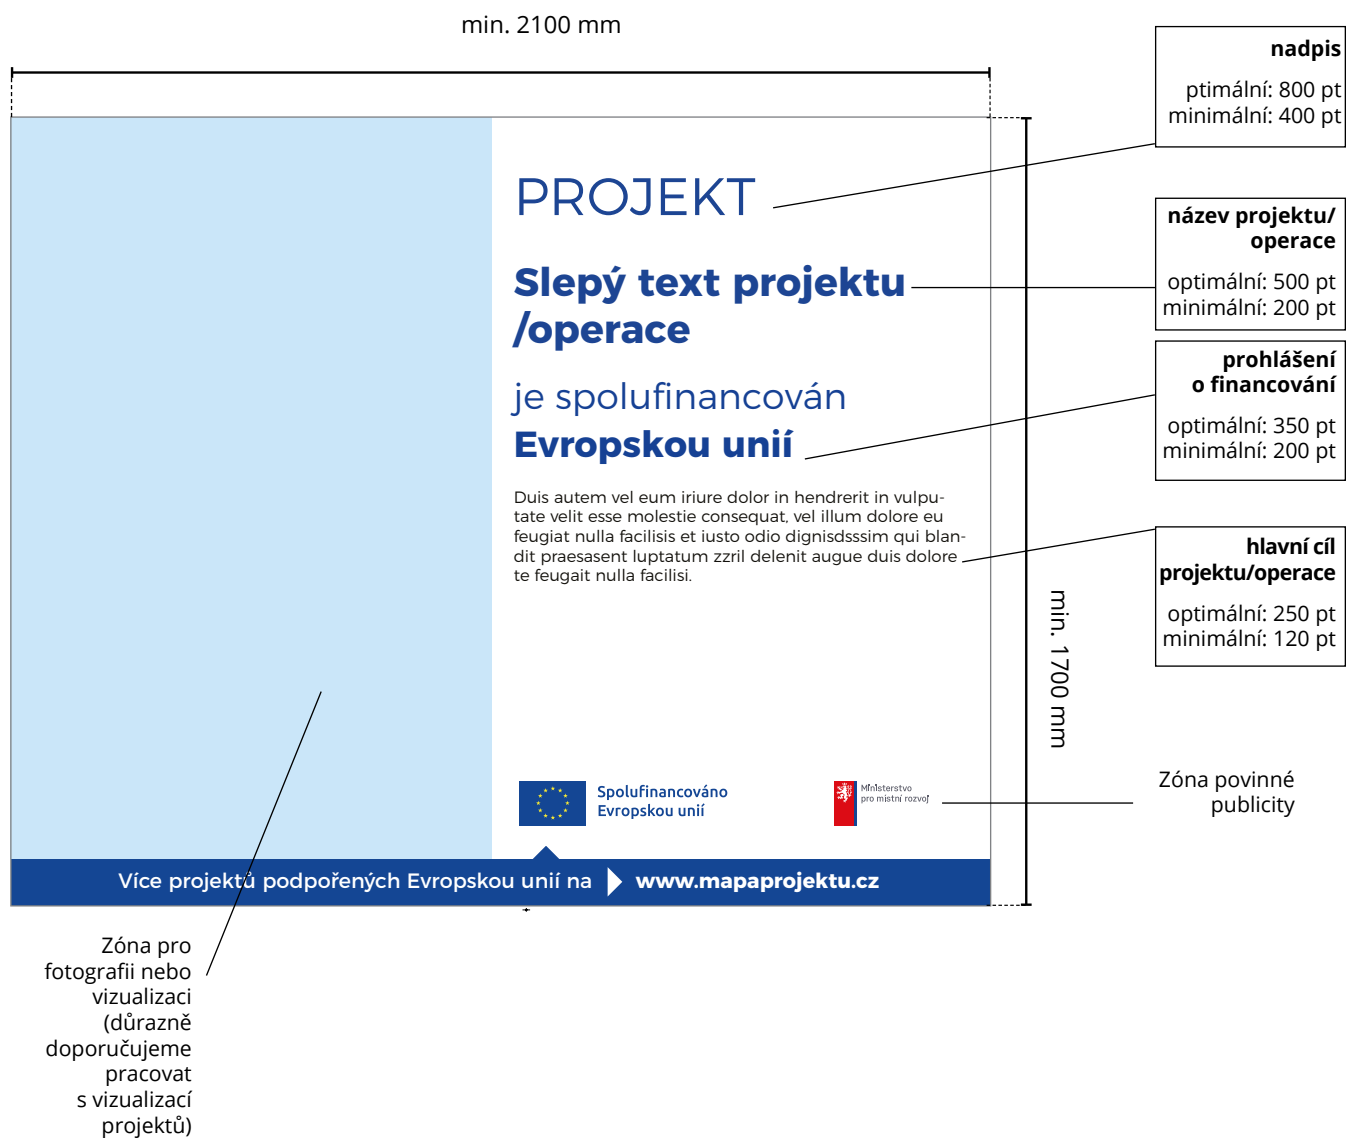 min. 2100 mm
nadpis
ptimální: 800 pt
minimální: 400 pt
PROJEKT
název projektu/
operace
optimální: 500 pt
minimální: 200 pt
Slepý text projektu
/operace
prohlášení
o financování
optimální: 350 pt
minimální: 200 pt
je spolufinancován
Evropskou unií
Duis autem vel eum iriure dolor in hendrerit in vulpu-
tate velit esse molestie consequat, vel illum dolore eu
feugiat nulla facilisis et iusto odio dignisdsssim qui blan-
dit praesasent luptatum zzril delenit augue duis dolore
te feugait nulla facilisi.
hlavní cíl
projektu/operace
optimální: 250 pt
minimální: 120 pt
min. 1700 mm
Spolufinancováno
Evropskou unií
Ministerstvo
pro místní rozvoj
Zóna povinné
publicity
Více projektů podpořených Evropskou unií na www.mapaprojektu.cz
Zóna pro
fotografii nebo
vizualizaci
(důrazně
doporučujeme
pracovat
s vizualizací
projektů)